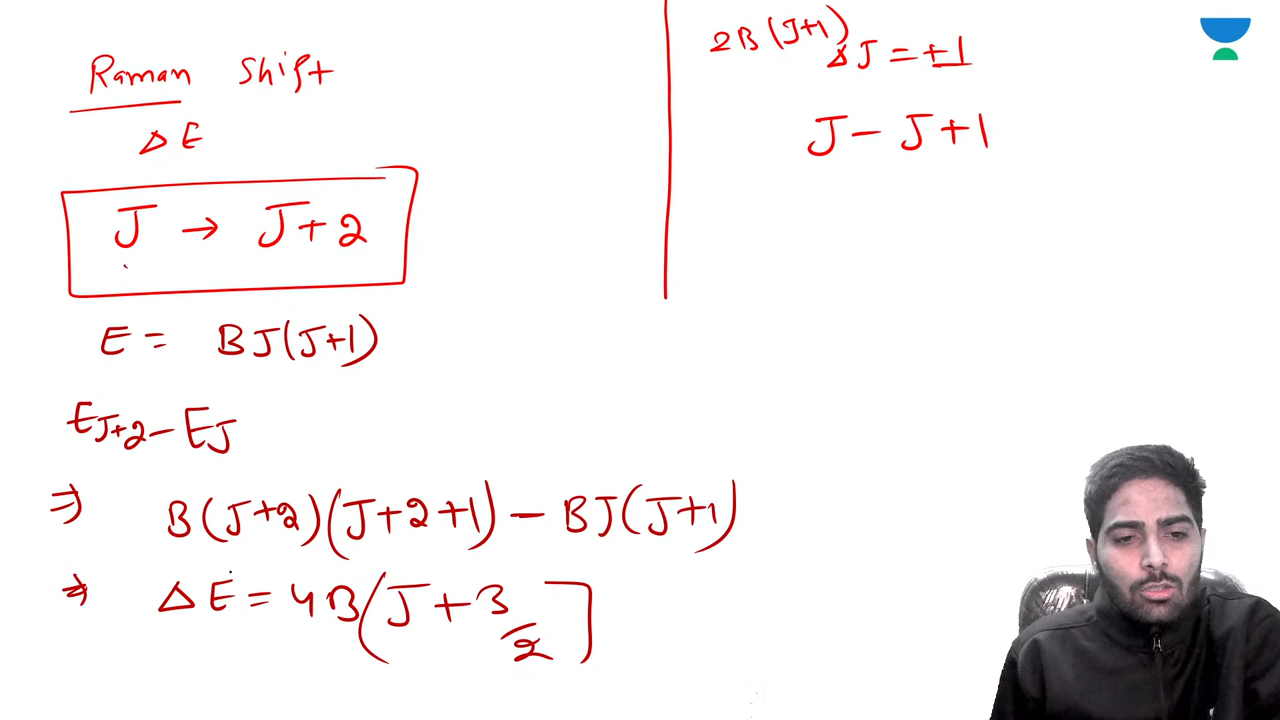 Raman Shift
ΔE
J → J+2
E = BJ(J+1)
E_{J+2} - E_J
⇒ B(J+2)(J+2+1) - BJ(J+1)
⇒ ΔE = 4B(J + 3/2]
2B(J+1)
ΔJ = +1
J - J+1